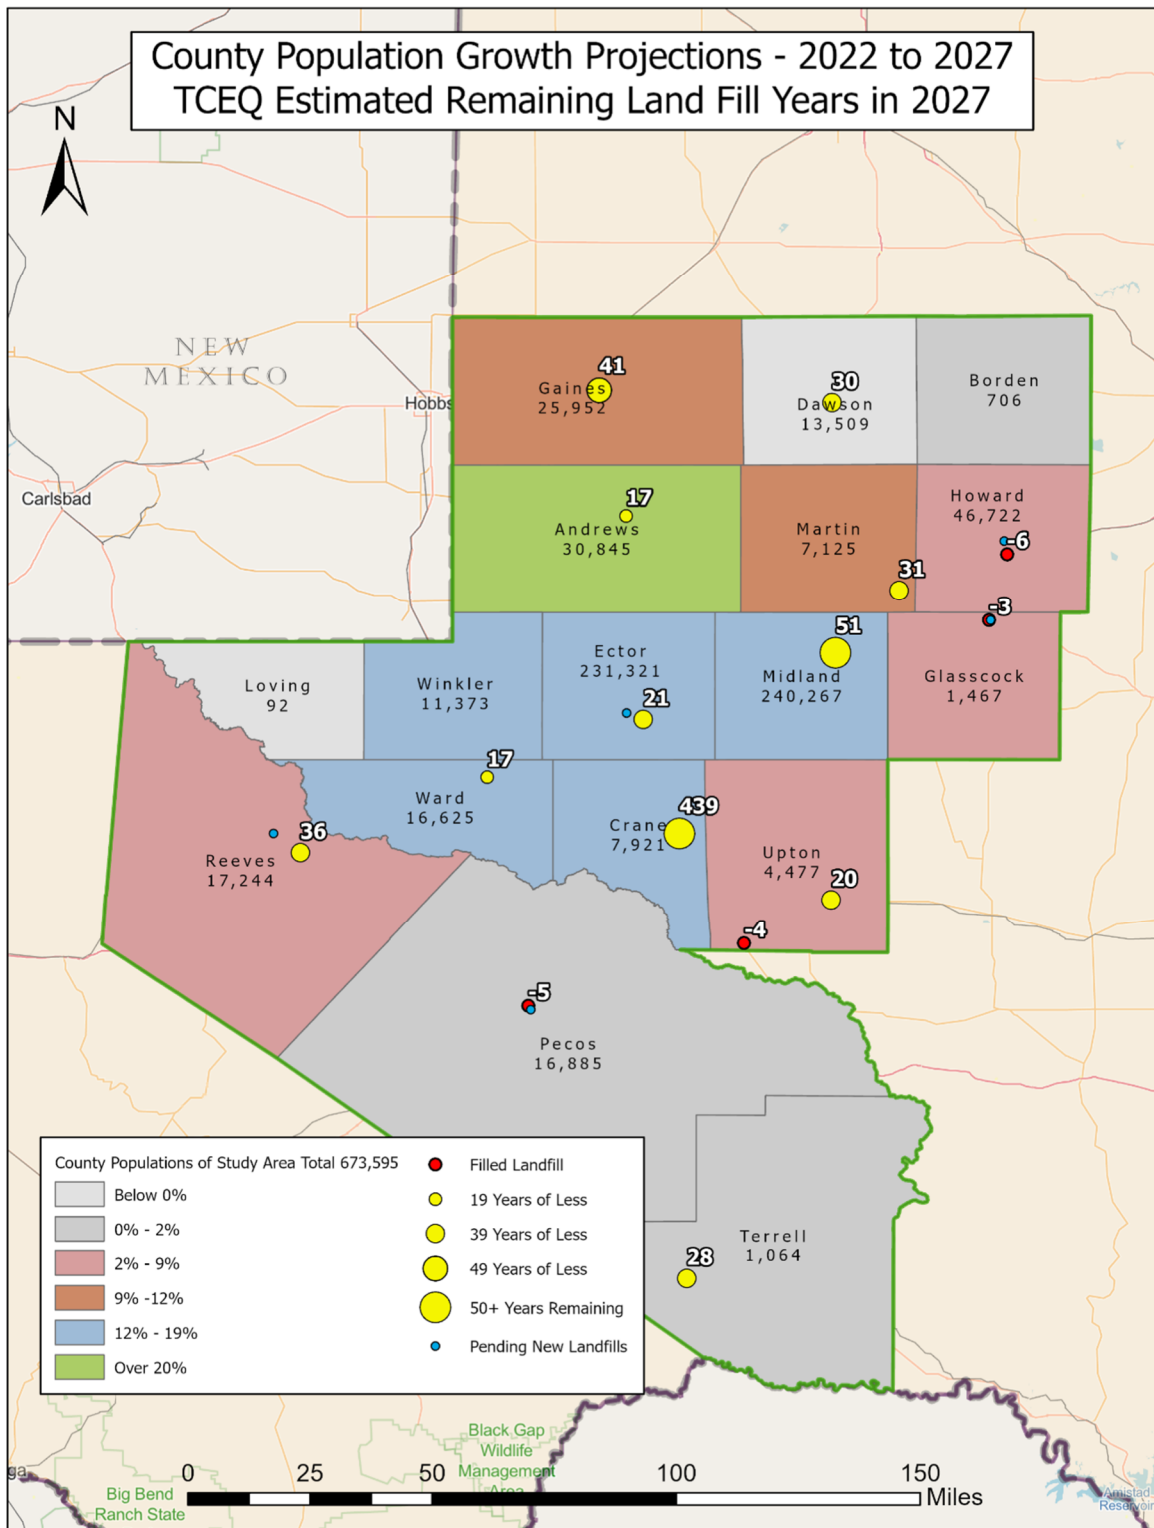 County Population Growth Projections - 2022 to 2027
TCEQ Estimated Remaining Land Fill Years in 2027
N
NEW
MEXICO
Hobbs
Carlsbad
41
Gaines
25,952
30
Dawson
13,509
Borden
706
17
Andrews
30,845
Martin
7,125
31
Howard
46,722
-6
-3
Loving
92
Winkler
11,373
Ector
231,321
21
51
Midland
240,267
Glasscock
1,467
17
Ward
16,625
439
Crane
7,921
36
Reeves
17,244
Upton
4,477
20
-4
-5
Pecos
16,885
Terrell
1,064
28
County Populations of Study Area Total 673,595
Below 0%
0% - 2%
2% - 9%
9% -12%
12% - 19%
Over 20%
Filled Landfill
19 Years of Less
39 Years of Less
49 Years of Less
50+ Years Remaining
Pending New Landfills
Black Gap
Wildlife
Management
Area
ga
Big Bend
Ranch State
0 25 50 100 150 Miles
Amistad
Reservoir